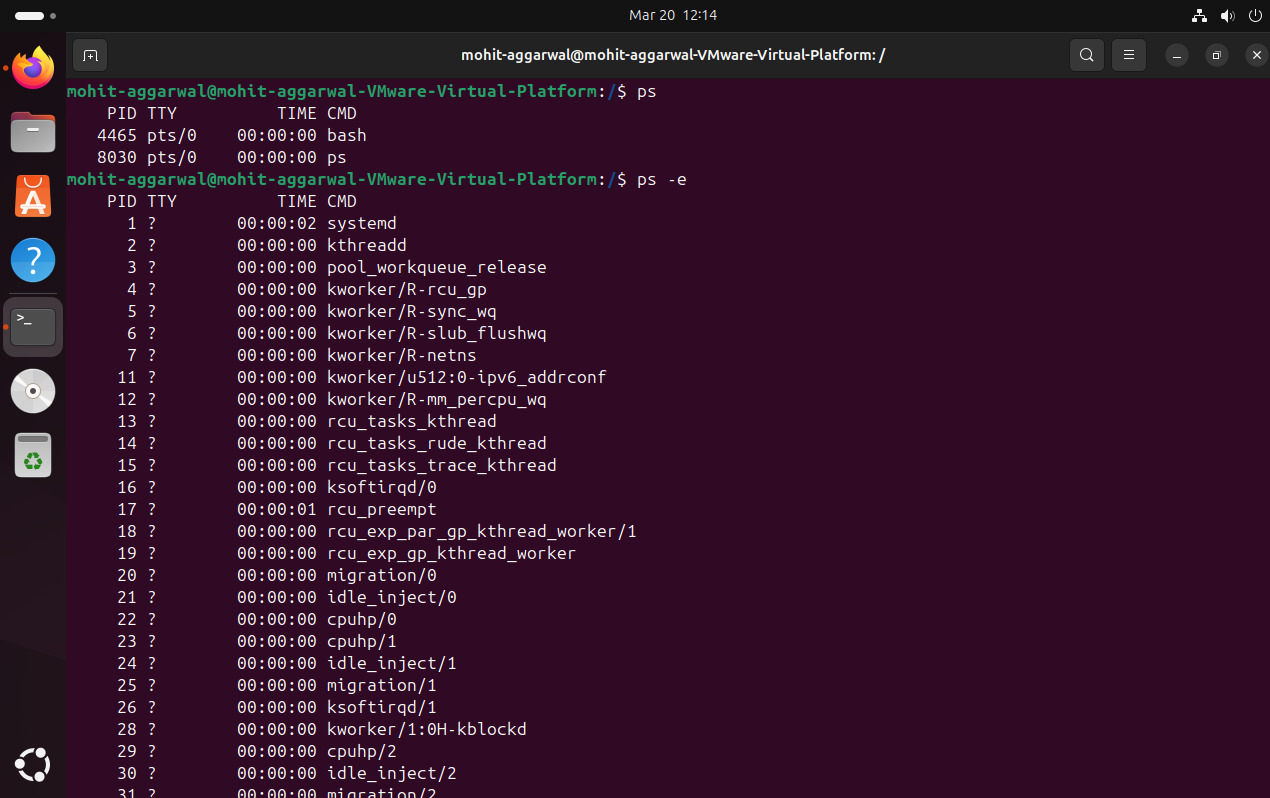 Mar 20 12:14
mohit-aggarwal@mohit-aggarwal-VMware-Virtual-Platform: /
mohit-aggarwal@mohit-aggarwal-VMware-Virtual-Platform:/$ ps
    PID TTY          TIME CMD
   4465 pts/0    00:00:00 bash
   8030 pts/0    00:00:00 ps
mohit-aggarwal@mohit-aggarwal-VMware-Virtual-Platform:/$ ps -e
    PID TTY          TIME CMD
      1 ?        00:00:02 systemd
      2 ?        00:00:00 kthreadd
      3 ?        00:00:00 pool_workqueue_release
      4 ?        00:00:00 kworker/R-rcu_gp
      5 ?        00:00:00 kworker/R-sync_wq
      6 ?        00:00:00 kworker/R-slub_flushwq
      7 ?        00:00:00 kworker/R-netns
     11 ?        00:00:00 kworker/u512:0-ipv6_addrconf
     12 ?        00:00:00 kworker/R-mm_percpu_wq
     13 ?        00:00:00 rcu_tasks_kthread
     14 ?        00:00:00 rcu_tasks_rude_kthread
     15 ?        00:00:00 rcu_tasks_trace_kthread
     16 ?        00:00:00 ksoftirqd/0
     17 ?        00:00:01 rcu_preempt
     18 ?        00:00:00 rcu_exp_par_gp_kthread_worker/1
     19 ?        00:00:00 rcu_exp_gp_kthread_worker
     20 ?        00:00:00 migration/0
     21 ?        00:00:00 idle_inject/0
     22 ?        00:00:00 cpuhp/0
     23 ?        00:00:00 cpuhp/1
     24 ?        00:00:00 idle_inject/1
     25 ?        00:00:00 migration/1
     26 ?        00:00:00 ksoftirqd/1
     28 ?        00:00:00 kworker/1:0H-kblockd
     29 ?        00:00:00 cpuhp/2
     30 ?        00:00:00 idle_inject/2
     31 ?        00:00:00 migration/2